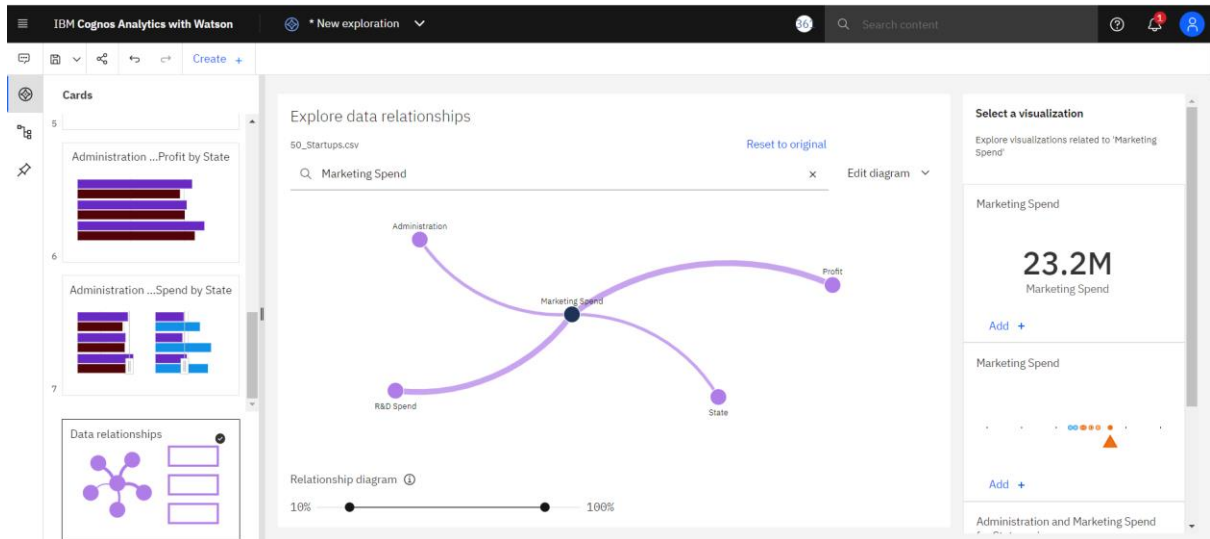 IBM Cognos Analytics with Watson
* New exploration
Search content
1
Create +
Cards
5
Administration ...Profit by State
6
Administration ...Spend by State
7
Data relationships
Explore data relationships
50_Startups.csv
Reset to original
Marketing Spend
×
Edit diagram
Administration
Profit
Marketing Spend
R&D Spend
State
Relationship diagram
10%
100%
Select a visualization
Explore visualizations related to 'Marketing
Spend'
Marketing Spend
23.2M
Marketing Spend
Add +
Marketing Spend
Add +
Administration and Marketing Spend